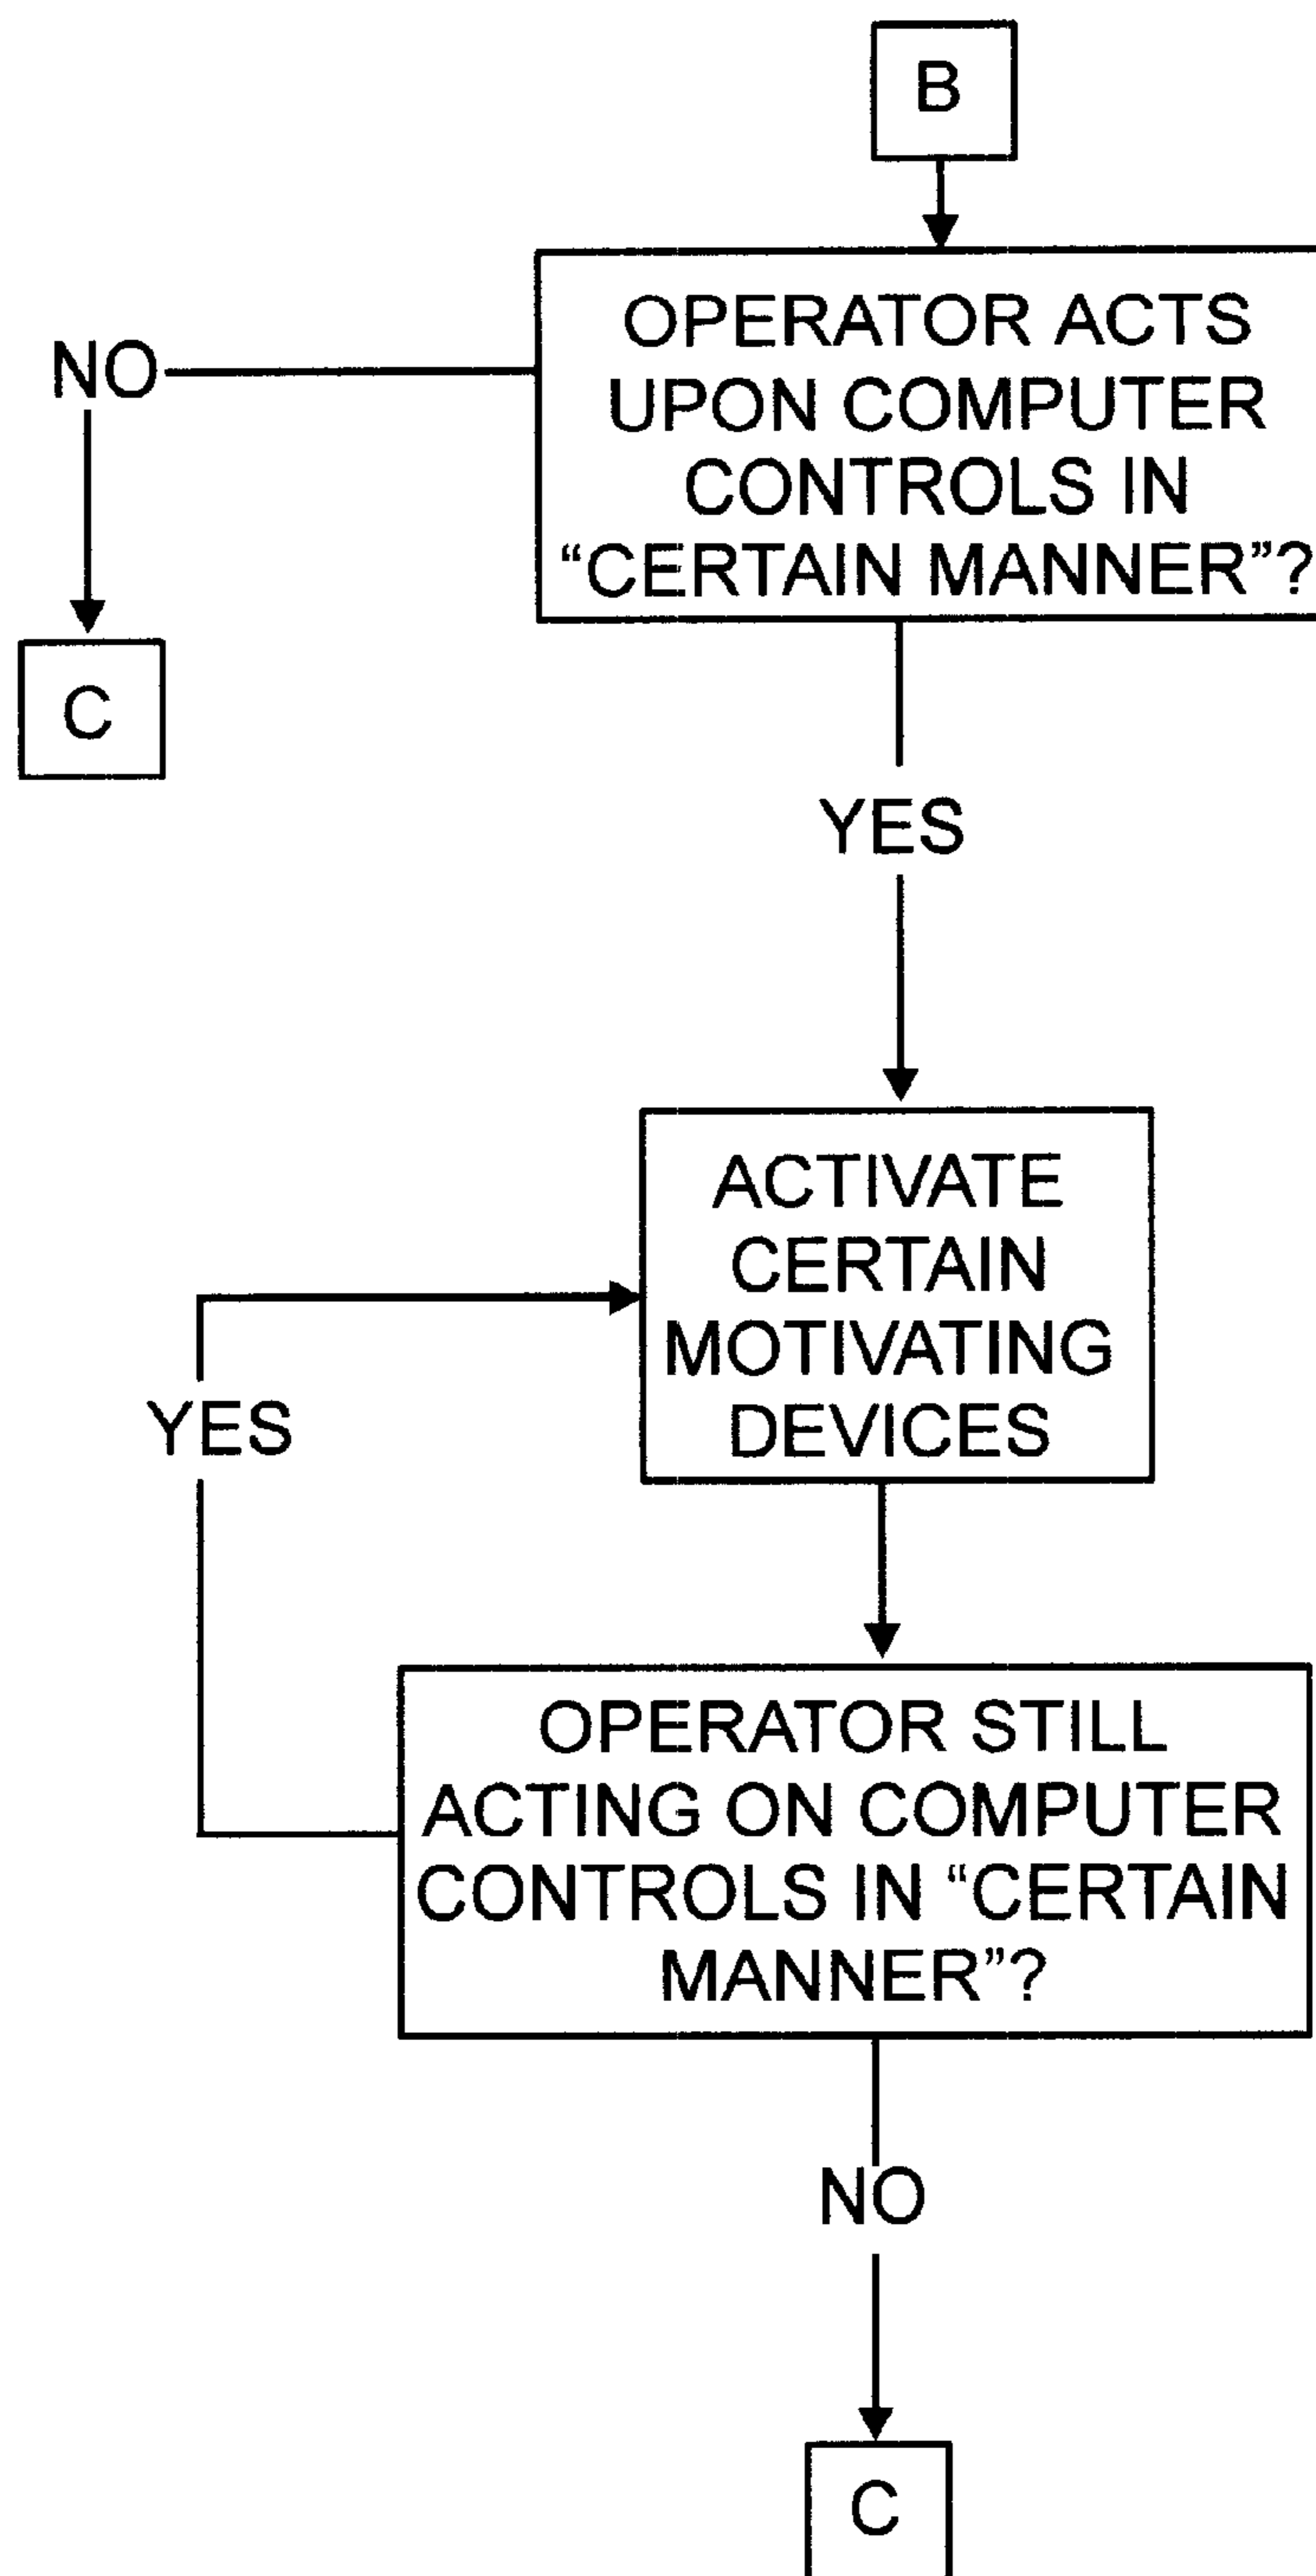 B
OPERATOR ACTS
UPON COMPUTER
CONTROLS IN
“CERTAIN MANNER”?
NO
C
YES
ACTIVATE
CERTAIN
MOTIVATING
DEVICES
YES
OPERATOR STILL
ACTING ON COMPUTER
CONTROLS IN “CERTAIN
MANNER”?
NO
C